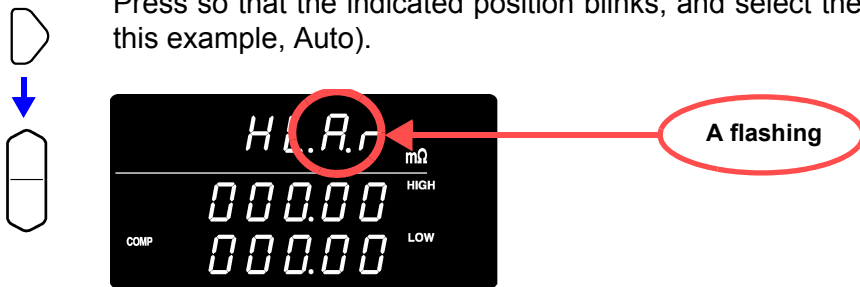 Press so that the indicated position blinks, and select the
this example, Auto).
HL.A.r
mΩ
A flashing
000.00
HIGH
COMP
000.00
LOW